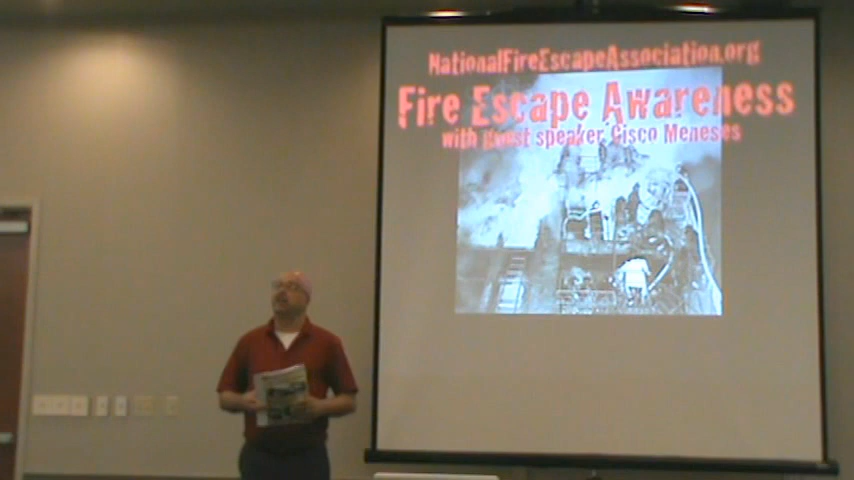 NationalFireEscapeAssociation.org
Fire Escape Awareness
with guest speaker Cisco Meneses